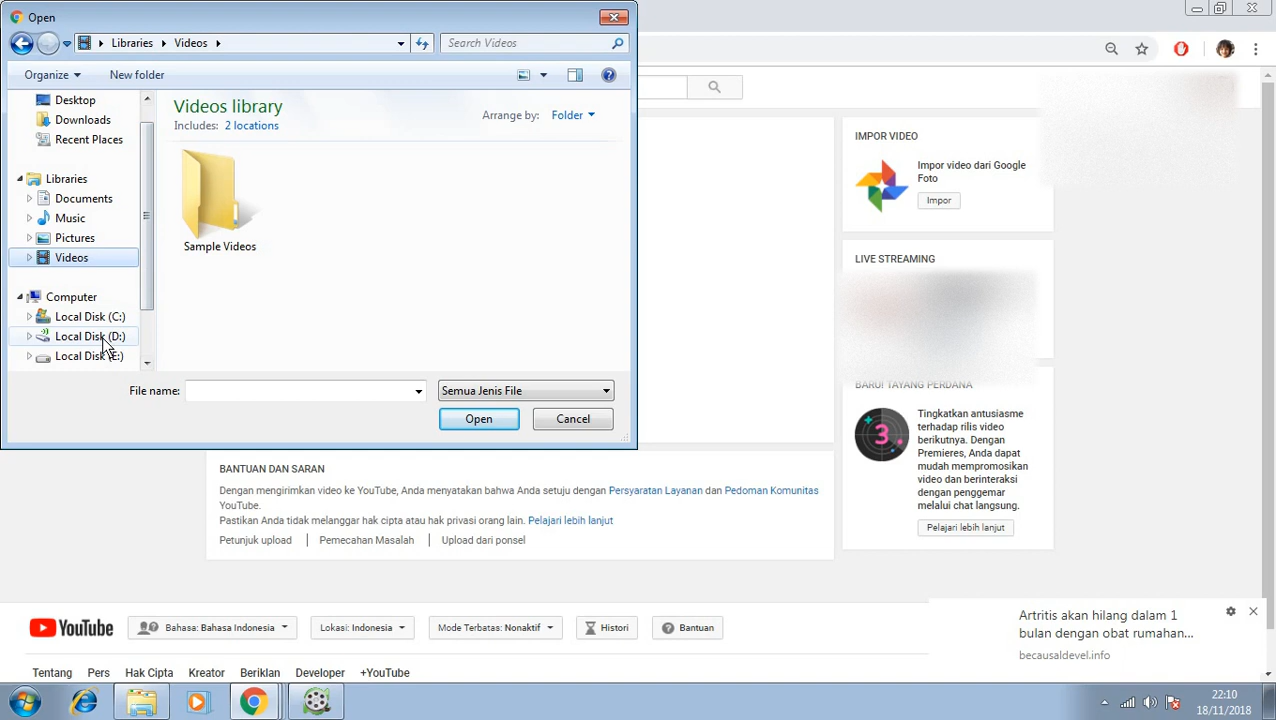 Open
Libraries
Videos
Search Videos
Organize
New folder
Desktop
Downloads
Recent Places
Libraries
Documents
Music
Pictures
Videos
Computer
Local Disk (C:)
Local Disk (D:)
Local Disk (E:)
Videos library
Includes: 2 locations
Arrange by: Folder
Sample Videos
File name:
Semua Jenis File
Open
Cancel
IMPOR VIDEO
Impor video dari Google
Foto
Impor
LIVE STREAMING
BARU! TAYANG PERDANA
Tingkatkan antusiasme
terhadap rilis video
berikutnya. Dengan
Premieres, Anda dapat
mudah mempromosikan
video dan berinteraksi
dengan penggemar
melalui chat langsung.
Pelajari lebih lanjut
BANTUAN DAN SARAN
Dengan mengirimkan video ke YouTube, Anda menyatakan bahwa Anda setuju dengan Persyaratan Layanan dan Pedoman Komunitas
YouTube.
Pastikan Anda tidak melanggar hak cipta atau hak privasi orang lain. Pelajari lebih lanjut
Petunjuk upload
Pemecahan Masalah
Upload dari ponsel
YouTube
Bahasa: Bahasa Indonesia
Lokasi: Indonesia
Mode Terbatas: Nonaktif
Histori
Bantuan
Tentang
Pers
Hak Cipta
Kreator
Beriklan
Developer
+YouTube
Artritis akan hilang dalam 1
bulan dengan obat rumahan...
becausaldevel.info
22:10
18/11/2018